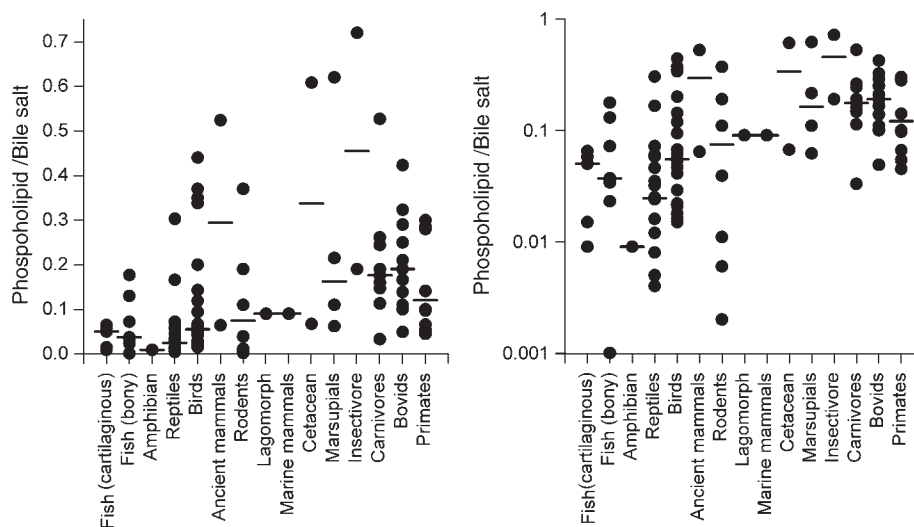 Phospoholipid /Bile salt
0.7
0.6
0.5
0.4
0.3
0.2
0.1
0.0
Fish (cartilaginous)
Fish (bony)
Amphibian
Reptiles
Birds
Ancient mammals
Rodents
Lagomorph
Marine mammals
Cetacean
Marsupials
Insectivore
Carnivores
Bovids
Primates
Phospoholipid /Bile salt
1
0.1
0.01
0.001
Fish(cartilaginous)
Fish (bony)
Amphibian
Reptiles
Birds
Ancient mammals
Rodents
Lagomorph
Marine mammals
Cetacean
Marsupials
Insectivore
Carnivores
Bovids
Primates